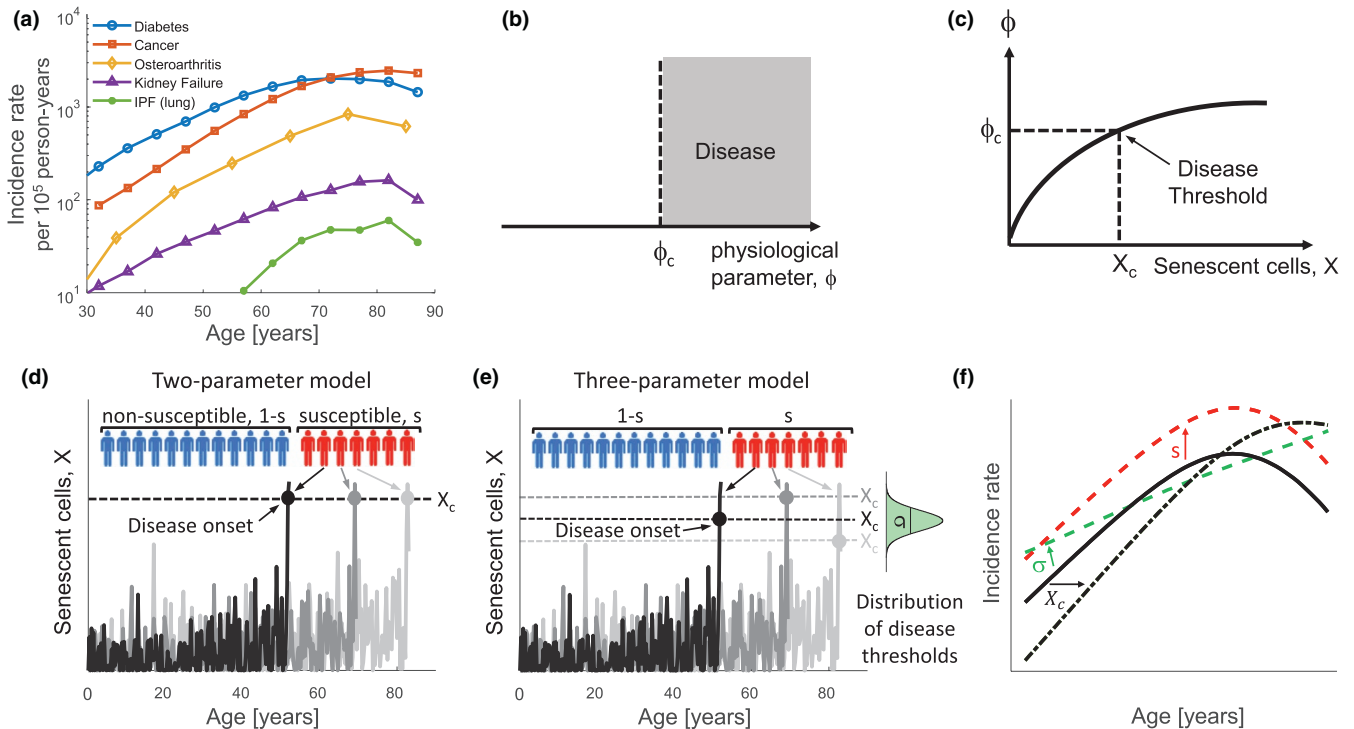 (a)
10^4
10^3
10^2
10^1
Incidence rate
per 10^5 person-years
Diabetes
Cancer
Osteroarthritis
Kidney Failure
IPF (lung)
30 40 50 60 70 80 90
Age [years]
(b)
Disease
ϕc
physiological
parameter, ϕ
(c)
ϕ
ϕc
Disease
Threshold
Xc
Senescent cells, X
(d)
Two-parameter model
non-susceptible, 1-s susceptible, s
Senescent cells, X
Xc
Disease onset
0 20 40 60 80
Age [years]
(e)
Three-parameter model
1-s s
Senescent cells, X
Xc
Xc
Xc
σ
Disease onset
Distribution
of disease
thresholds
0 20 40 60 80
Age [years]
(f)
Incidence rate
s
σ
Xc
Age [years]